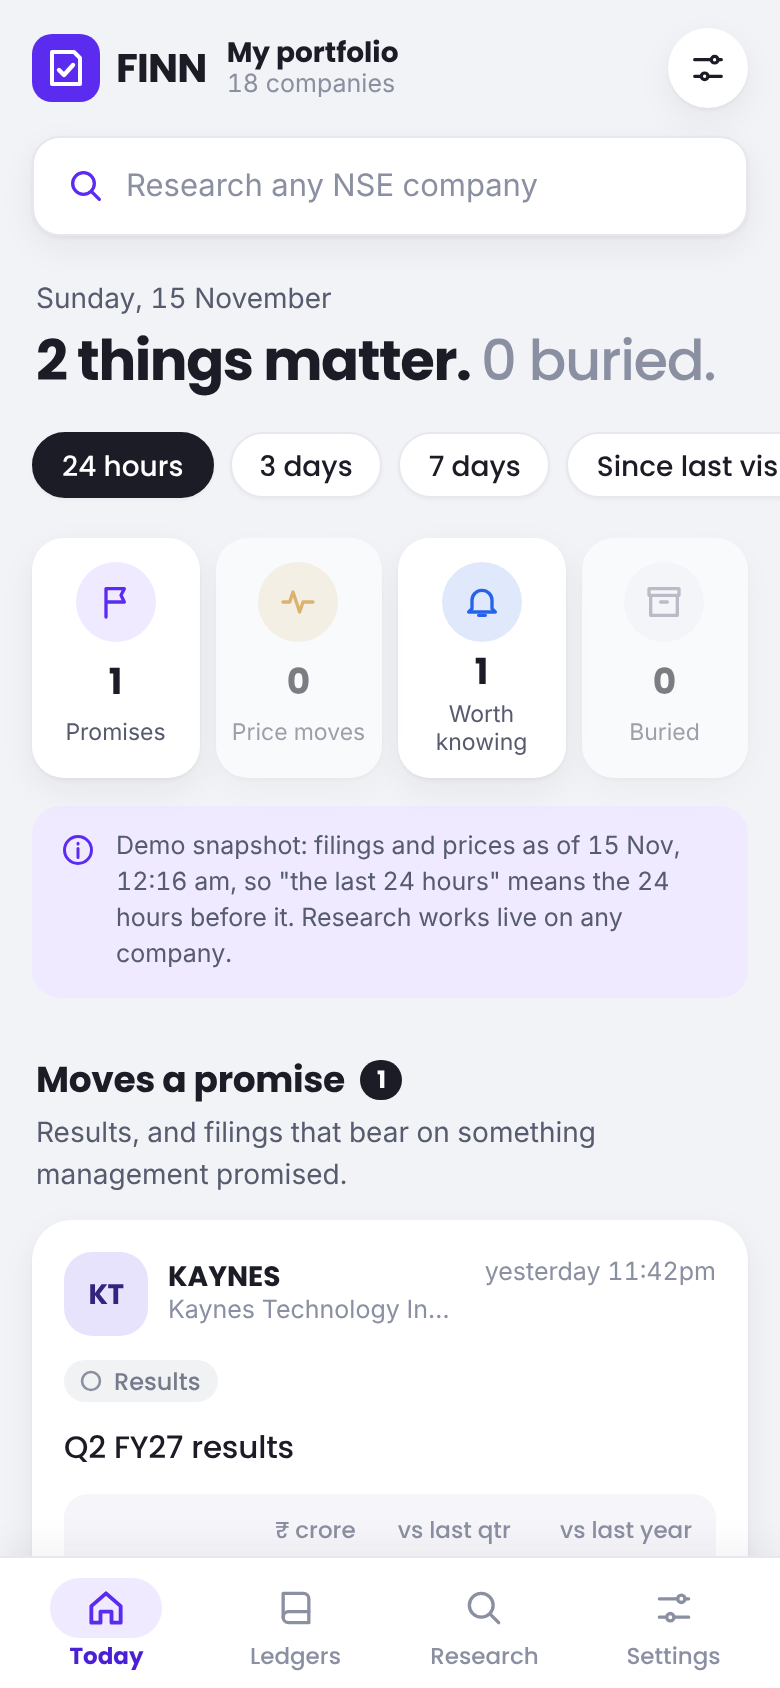 FINN
My portfolio
18 companies
Research any NSE company
Sunday, 15 November
2 things matter. 0 buried.
24 hours
3 days
7 days
Since last vis
1
Promises
0
Price moves
1
Worth
knowing
0
Buried
Demo snapshot: filings and prices as of 15 Nov,
12:16 am, so "the last 24 hours" means the 24
hours before it. Research works live on any
company.
Moves a promise 1
Results, and filings that bear on something
management promised.
KT
KAYNES
yesterday 11:42pm
Kaynes Technology In...
Results
Q2 FY27 results
₹ crore vs last qtr vs last year
Today
Ledgers
Research
Settings